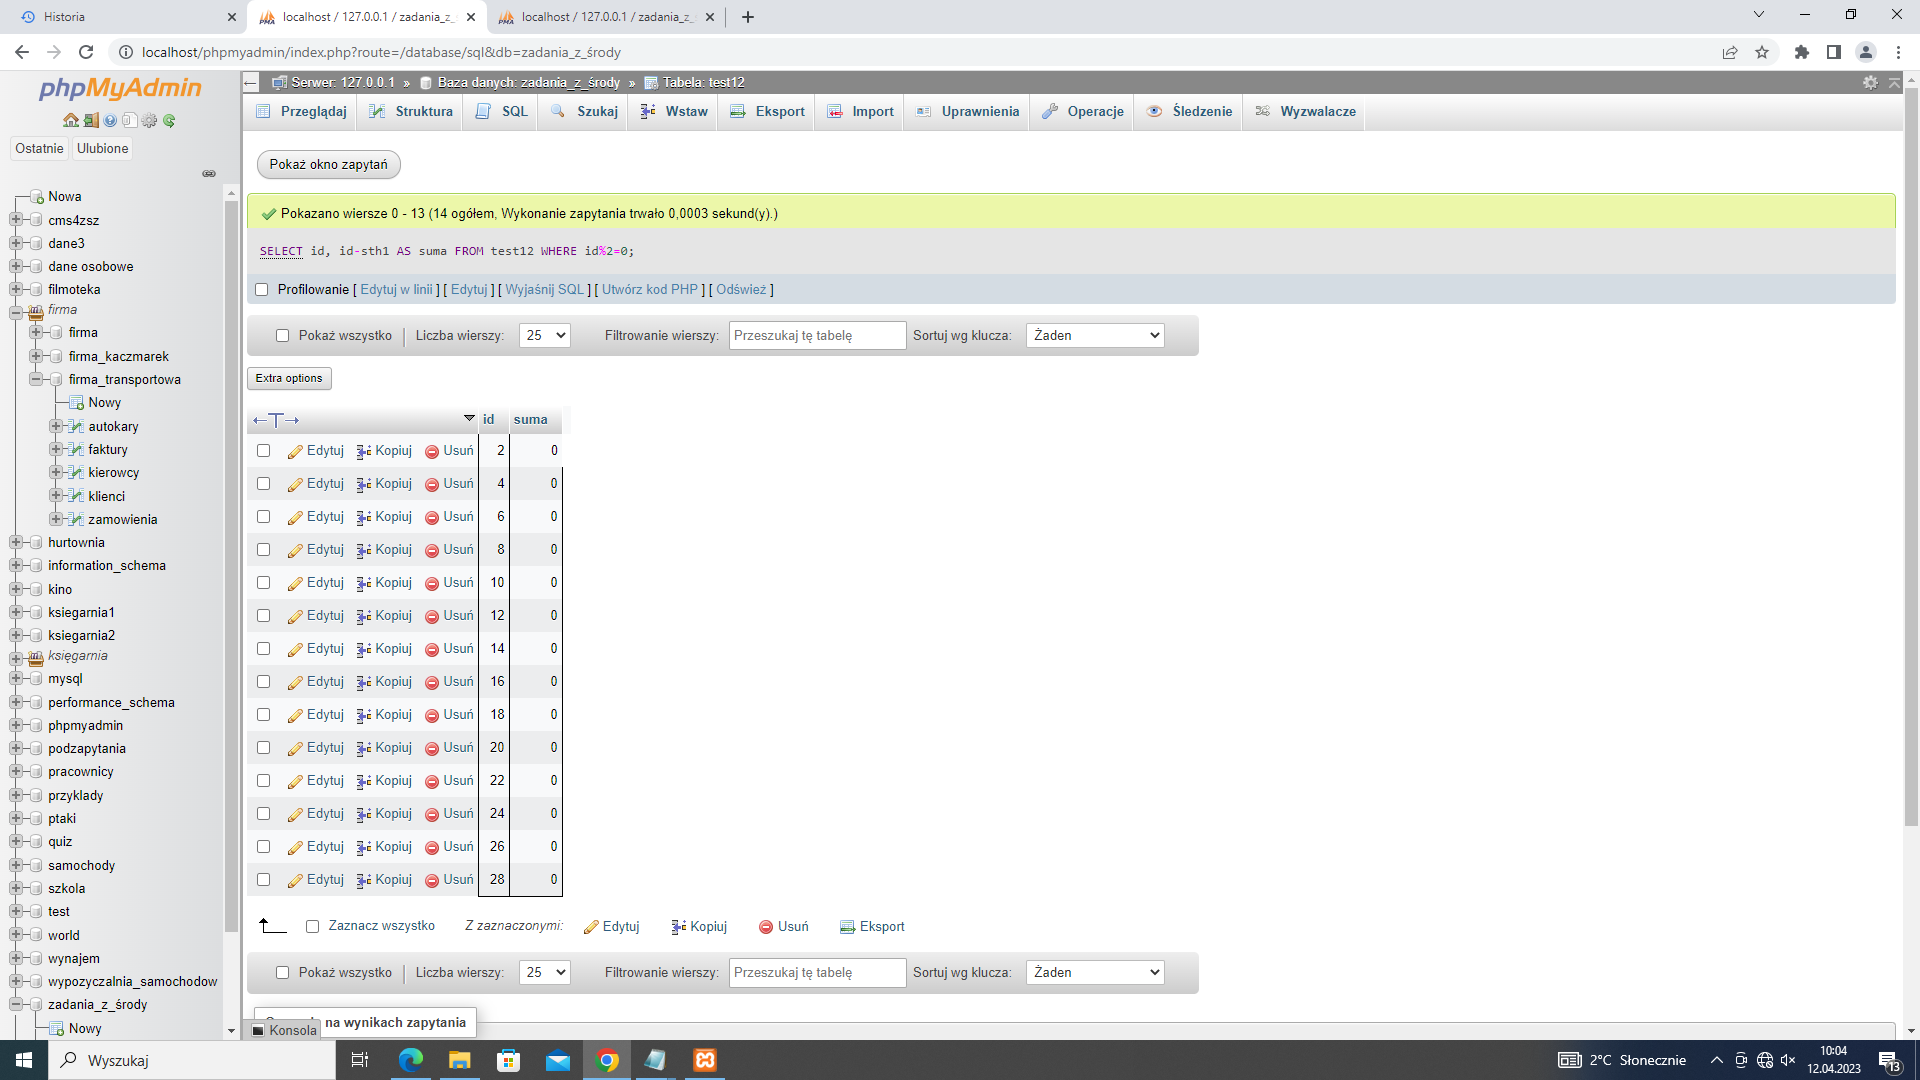 Historia
localhost / 127.0.0.1 / zadania_z_
localhost / 127.0.0.1 / zadania_z_
localhost/phpmyadmin/index.php?route=/database/sql&db=zadania_z_środy
phpMyAdmin
Ostatnie
Ulubione
Nowa
cms4zsz
dane3
dane osobowe
filmoteka
firma
firma
firma_kaczmarek
firma_transportowa
Nowy
autokary
faktury
kierowcy
klienci
zamowienia
hurtownia
information_schema
kino
ksiegarnia1
ksiegarnia2
księgarnia
mysql
performance_schema
phpmyadmin
podzapytania
pracownicy
przyklady
ptaki
quiz
samochody
szkola
test
world
wynajem
wypozyczalnia_samochodow
zadania_z_środy
Nowy
Serwer: 127.0.0.1 » Baza danych: zadania_z_środy » Tabela: test12
Przeglądaj Struktura SQL Szukaj Wstaw Eksport Import Uprawnienia Operacje Śledzenie Wyzwalacze
Pokaż okno zapytań
Pokazano wiersze 0 - 13 (14 ogółem, Wykonanie zapytania trwało 0,0003 sekund(y).)
SELECT id, id-sth1 AS suma FROM test12 WHERE id%2=0;
Profilowanie [ Edytuj w linii ] [ Edytuj ] [ Wyjaśnij SQL ] [ Utwórz kod PHP ] [ Odśwież ]
Pokaż wszystko Liczba wierszy: 25 Filtrowanie wierszy: Przeszukaj tę tabelę Sortuj wg klucza: Żaden
Extra options
←T→ id suma
Edytuj Kopiuj Usuń 2 0
Edytuj Kopiuj Usuń 4 0
Edytuj Kopiuj Usuń 6 0
Edytuj Kopiuj Usuń 8 0
Edytuj Kopiuj Usuń 10 0
Edytuj Kopiuj Usuń 12 0
Edytuj Kopiuj Usuń 14 0
Edytuj Kopiuj Usuń 16 0
Edytuj Kopiuj Usuń 18 0
Edytuj Kopiuj Usuń 20 0
Edytuj Kopiuj Usuń 22 0
Edytuj Kopiuj Usuń 24 0
Edytuj Kopiuj Usuń 26 0
Edytuj Kopiuj Usuń 28 0
Zaznacz wszystko Z zaznaczonymi: Edytuj Kopiuj Usuń Eksport
Pokaż wszystko Liczba wierszy: 25 Filtrowanie wierszy: Przeszukaj tę tabelę Sortuj wg klucza: Żaden
na wynikach zapytania
Konsola
Wyszukaj
2°C Słonecznie
10:04
12.04.2023
13